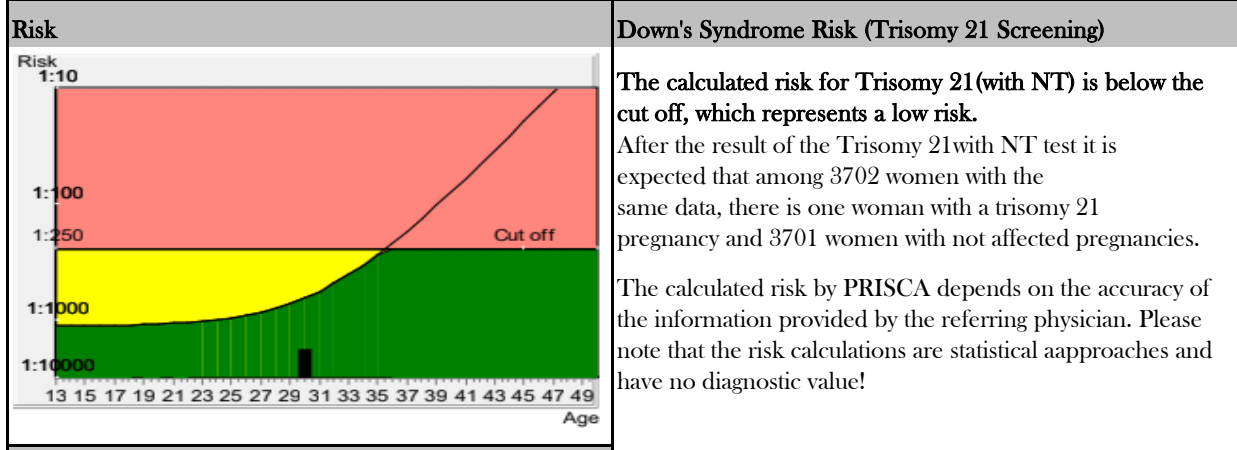 Risk
Risk
1:10
1:100
1:250
Cut off
1:1000
1:10000
13 15 17 19 21 23 25 27 29 31 33 35 37 39 41 43 45 47 49
Age
Down's Syndrome Risk (Trisomy 21 Screening)
The calculated risk for Trisomy 21(with NT) is below the
cut off, which represents a low risk.
After the result of the Trisomy 21with NT test it is
expected that among 3702 women with the
same data, there is one woman with a trisomy 21
pregnancy and 3701 women with not affected pregnancies.
The calculated risk by PRISCA depends on the accuracy of
the information provided by the referring physician. Please
note that the risk calculations are statistical aapproaches and
have no diagnostic value!